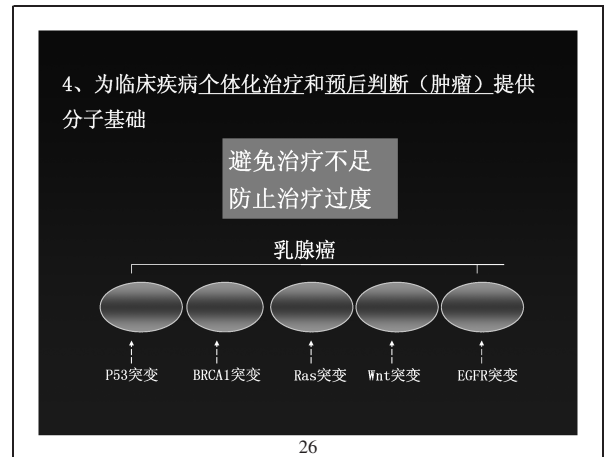 4、为临床疾病个体化治疗和预后判断（肿瘤）提供
分子基础
避免治疗不足
防止治疗过度
乳腺癌
P53突变 BRCA1突变 Ras突变 Wnt突变 EGFR突变
26